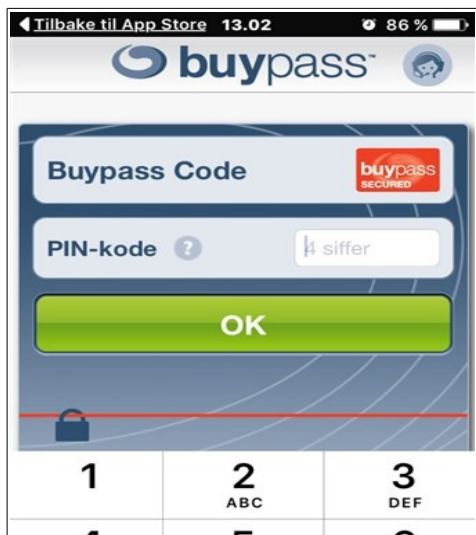 Tilbake til App Store 13.02 86 %
buypass™
Buypass Code
buypass
SECURED
PIN-kode ? 4 siffer
OK
1 2 3
ABC DEF